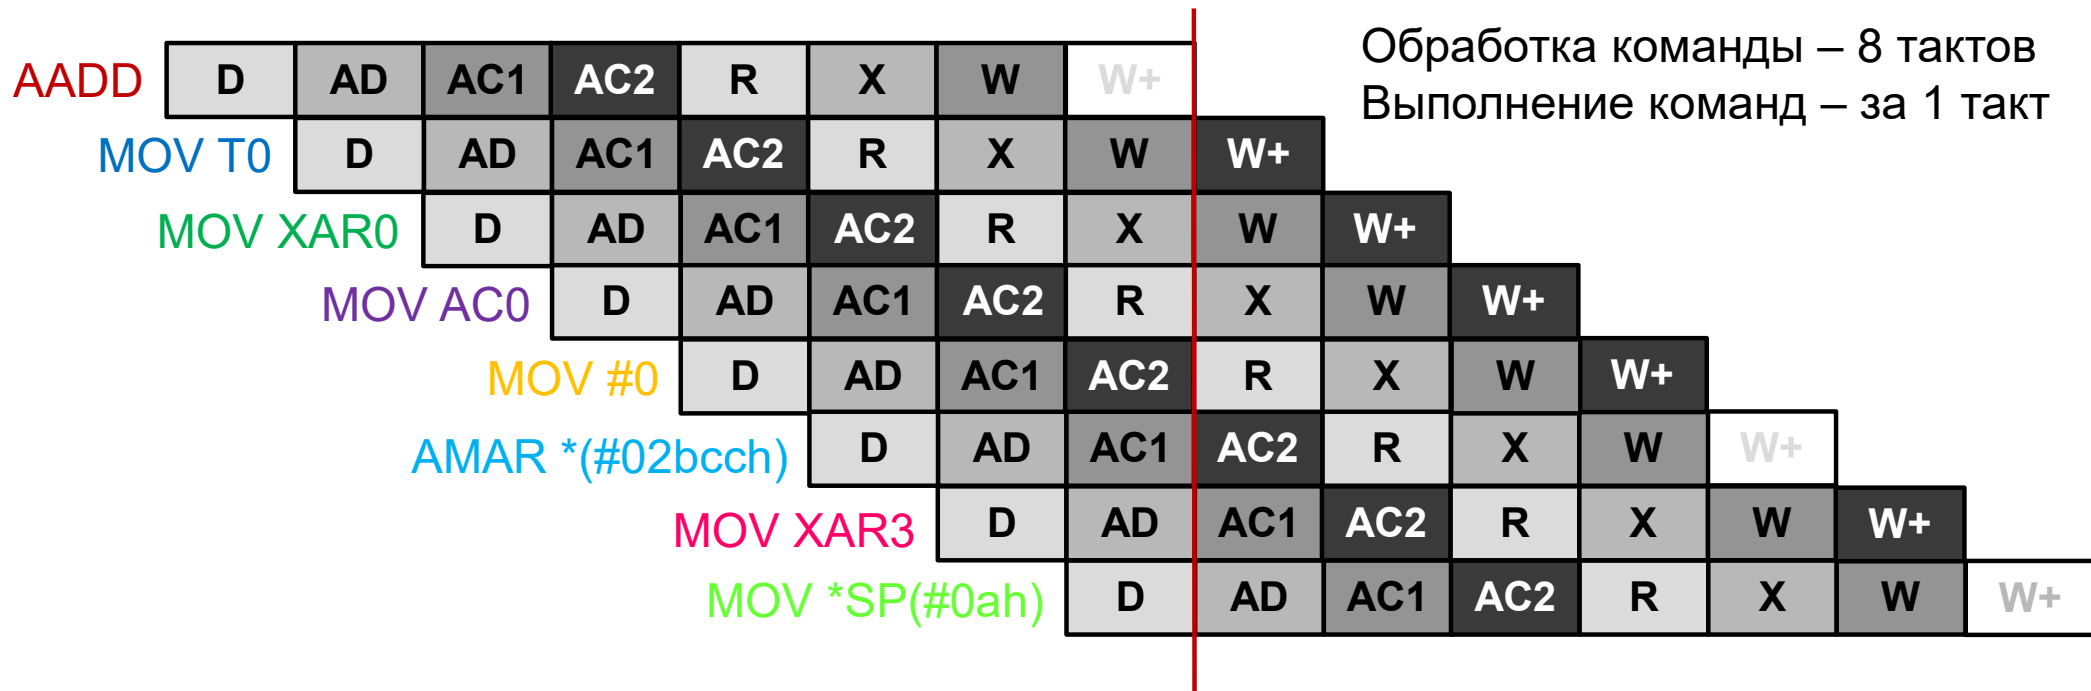 Обработка команды – 8 тактов
Выполнение команд – за 1 такт
AADD D AD AC1 AC2 R X W W+
MOV T0 D AD AC1 AC2 R X W W+
MOV XAR0 D AD AC1 AC2 R X W W+
MOV AC0 D AD AC1 AC2 R X W W+
MOV #0 D AD AC1 AC2 R X W W+
AMAR *(#02bcch) D AD AC1 AC2 R X W W+
MOV XAR3 D AD AC1 AC2 R X W W+
MOV *SP(#0ah) D AD AC1 AC2 R X W W+